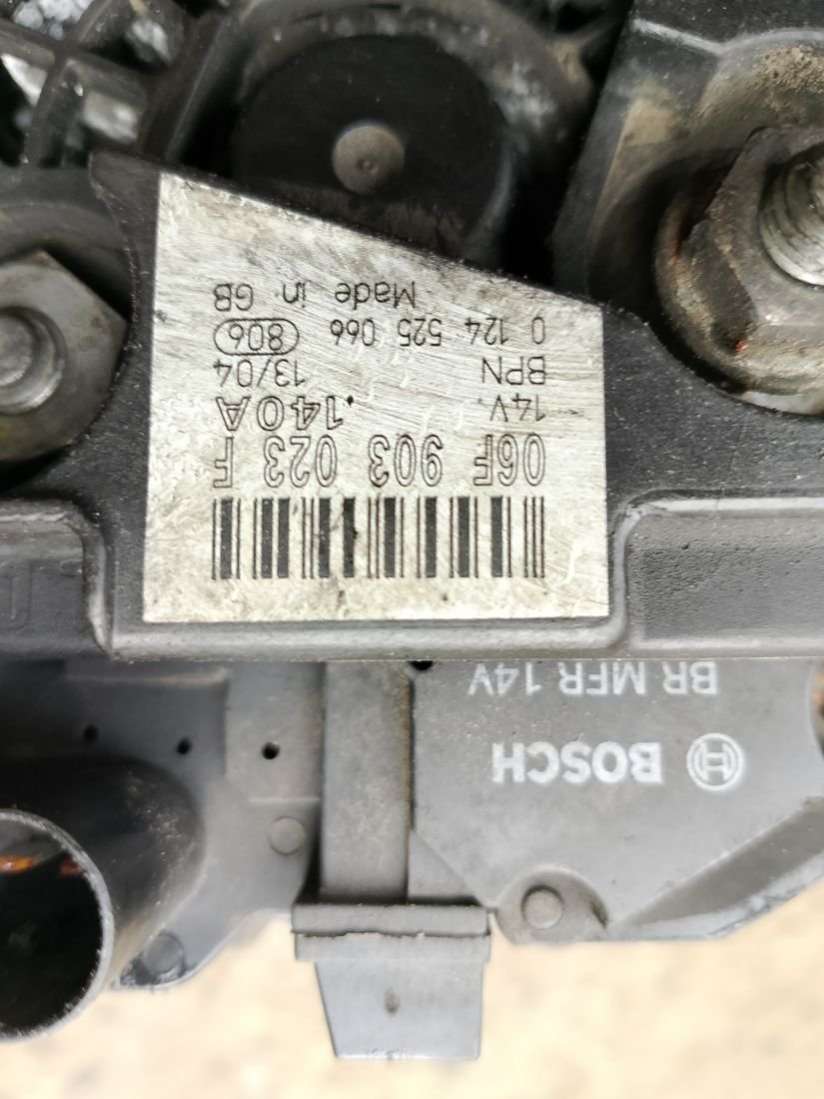 06F 903 023 F
14V. .140A
BPN 13/04
0 124 525 066 806
Made in GB
BOSCH
BR MFR 14V